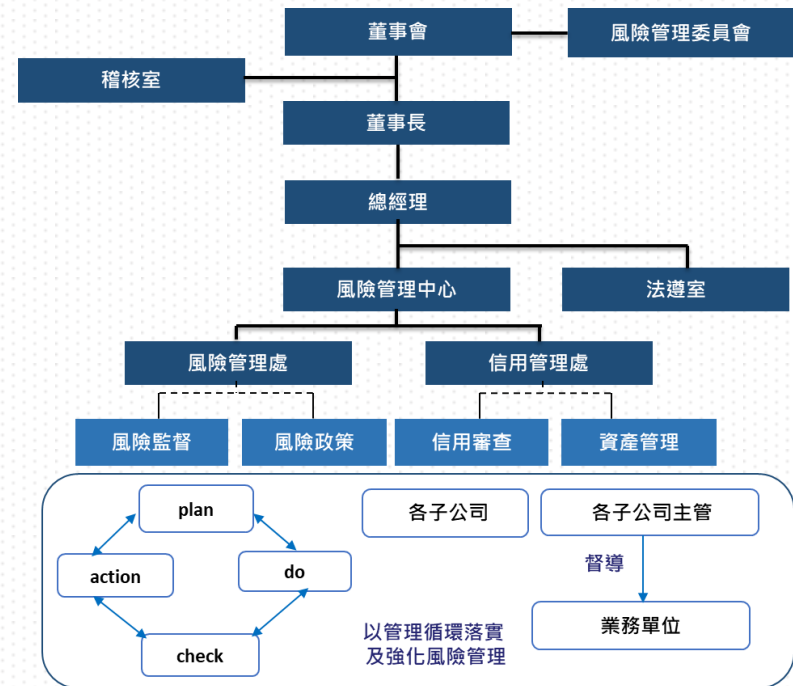 董事會
風險管理委員會
稽核室
董事長
總經理
風險管理中心
法遵室
風險管理處
信用管理處
風險監督
風險政策
信用審查
資產管理
plan
各子公司
各子公司主管
action
do
督導
check
以管理循環落實
及強化風險管理
業務單位